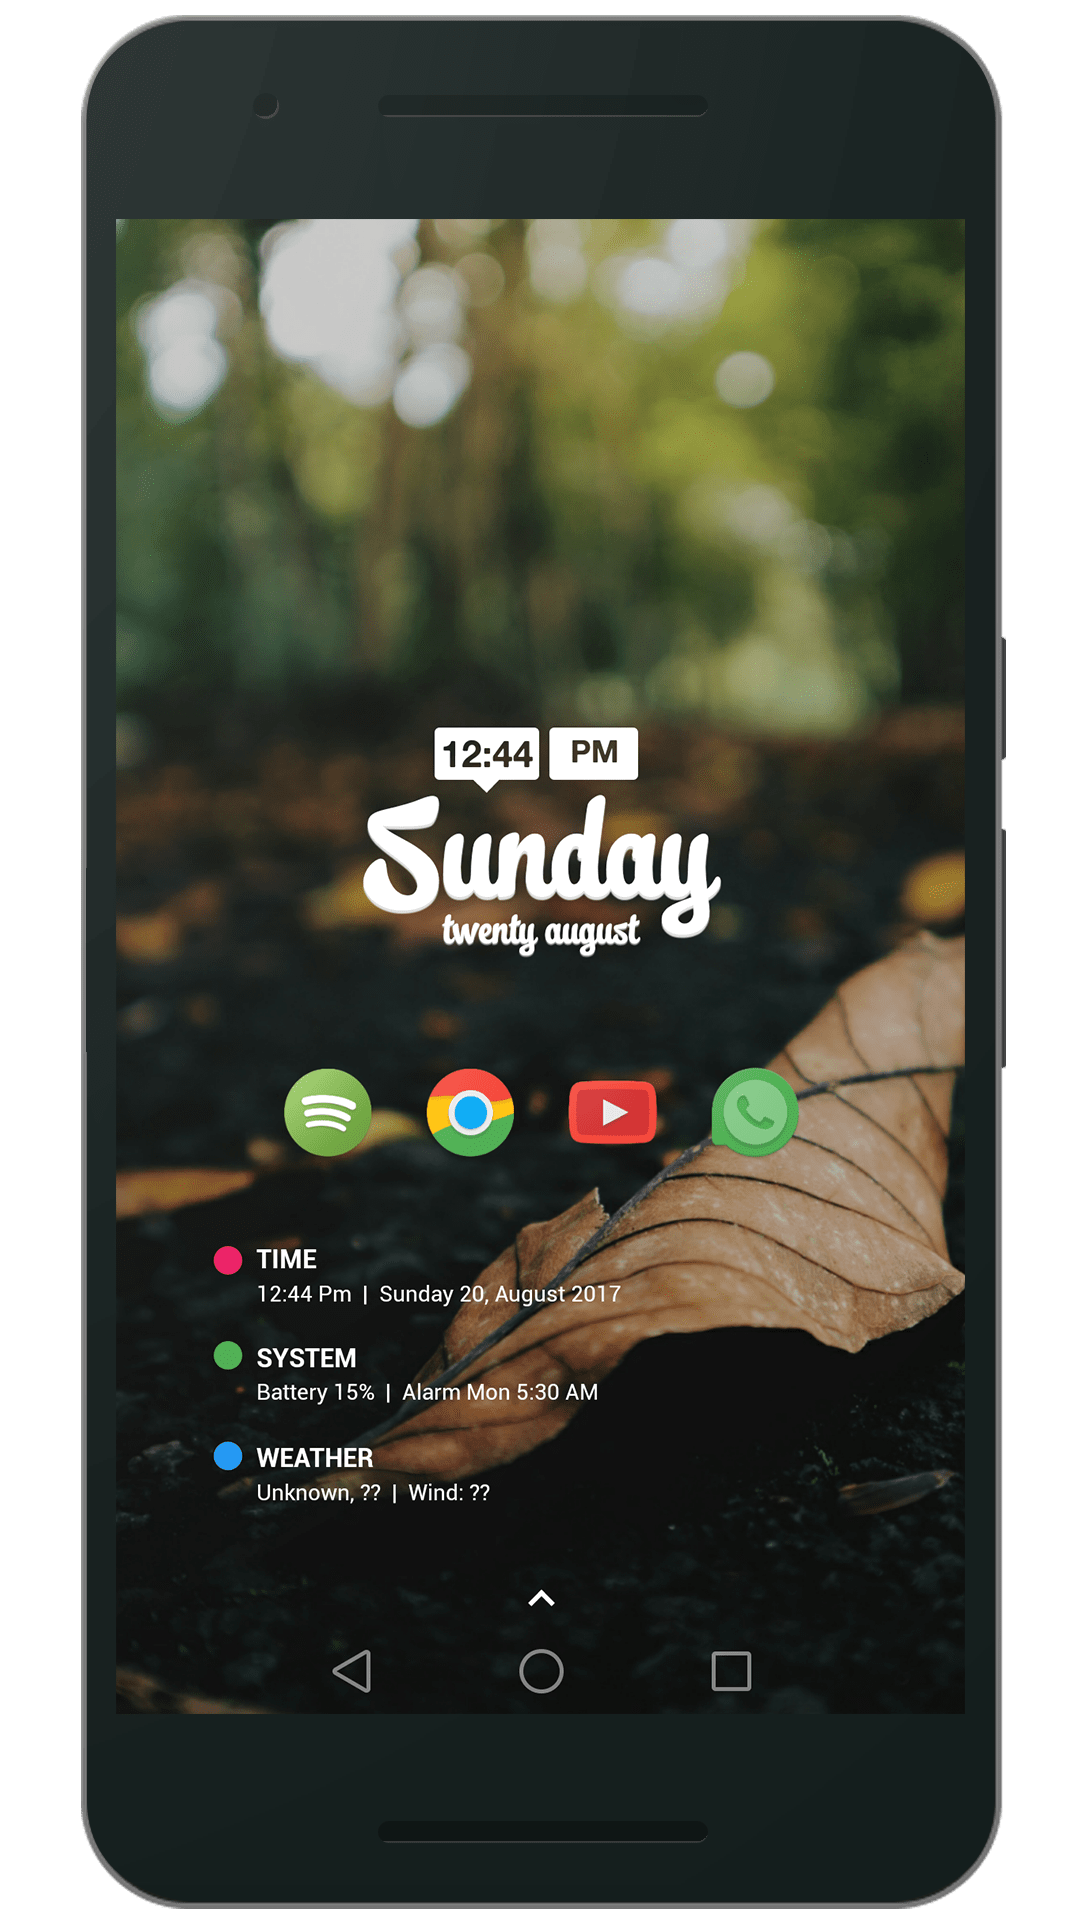 12:44 PM
Sunday
twenty august
TIME
12:44 Pm | Sunday 20, August 2017
SYSTEM
Battery 15% | Alarm Mon 5:30 AM
WEATHER
Unknown, ?? | Wind: ??